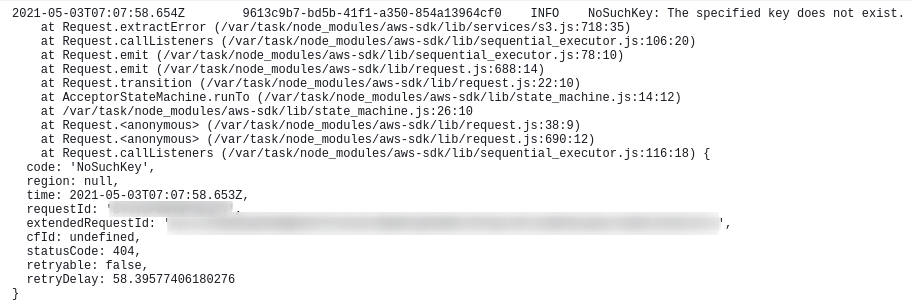 2021-05-03T07:07:58.654Z 9613c9b7-bd5b-41f1-a350-854a13964cf0 INFO NoSuchKey: The specified key does not exist.
at Request.extractError (/var/task/node_modules/aws-sdk/lib/services/s3.js:718:35)
at Request.callListeners (/var/task/node_modules/aws-sdk/lib/sequential_executor.js:106:20)
at Request.emit (/var/task/node_modules/aws-sdk/lib/sequential_executor.js:78:10)
at Request.emit (/var/task/node_modules/aws-sdk/lib/request.js:688:14)
at Request.transition (/var/task/node_modules/aws-sdk/lib/request.js:22:10)
at AcceptorStateMachine.runTo (/var/task/node_modules/aws-sdk/lib/state_machine.js:14:12)
at /var/task/node_modules/aws-sdk/lib/state_machine.js:26:10
at Request.<anonymous> (/var/task/node_modules/aws-sdk/lib/request.js:38:9)
at Request.<anonymous> (/var/task/node_modules/aws-sdk/lib/request.js:690:12)
at Request.callListeners (/var/task/node_modules/aws-sdk/lib/sequential_executor.js:116:18) {
code: 'NoSuchKey',
region: null,
time: 2021-05-03T07:07:58.653Z,
requestId: '
extendedRequestId: '',
cfId: undefined,
statusCode: 404,
retryable: false,
retryDelay: 58.39577406180276
}